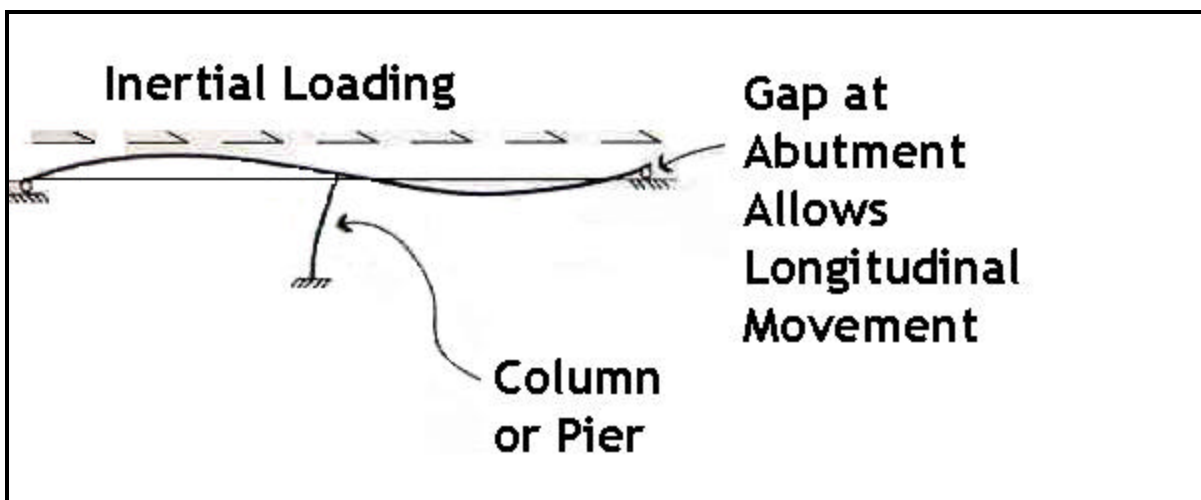 Inertial Loading
Gap at
Abutment
Allows
Longitudinal
Movement
Column
or Pier